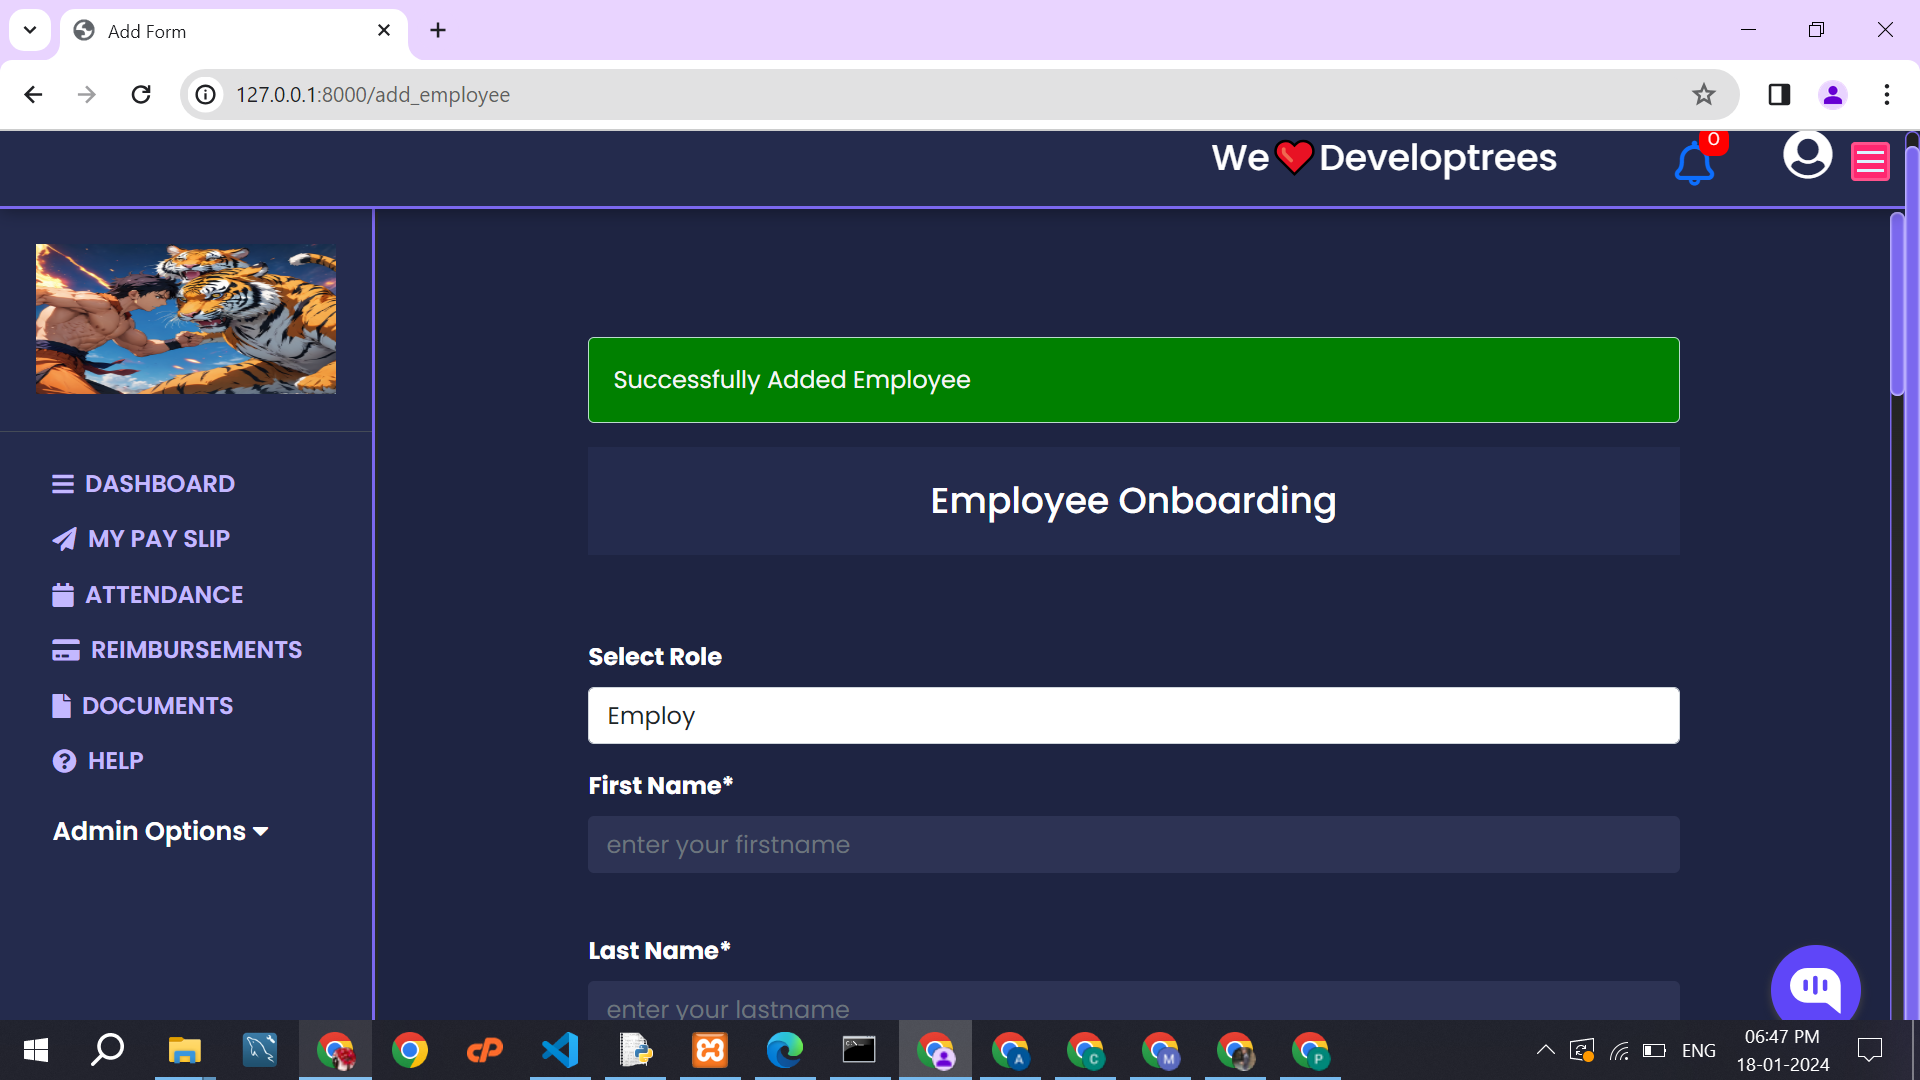 Add Form
127.0.0.1:8000/add_employee
We ❤ Developtrees
0
Successfully Added Employee
Employee Onboarding
DASHBOARD
MY PAY SLIP
ATTENDANCE
REIMBURSEMENTS
DOCUMENTS
HELP
Admin Options
Select Role
Employ
First Name*
enter your firstname
Last Name*
enter your lastname
ENG
06:47 PM
18-01-2024